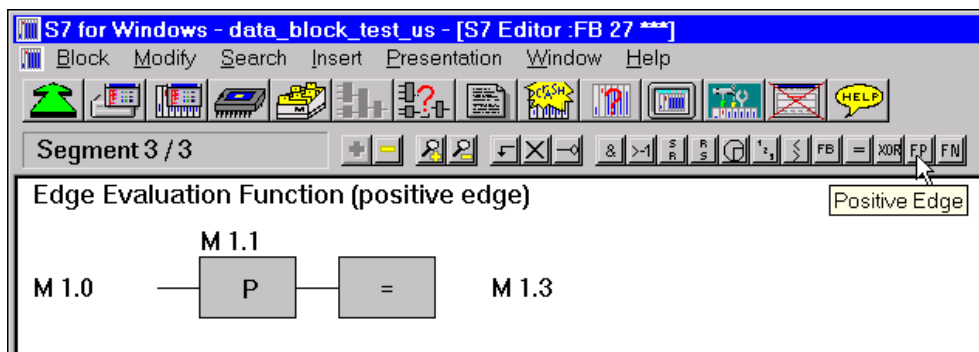 S7 for Windows - data_block_test_us - [S7 Editor :FB 27 ***]
Block Modify Search Insert Presentation Window Help
CRASH HELP
Segment 3 / 3
& >-1 S R R S FB = XOR FP FN
Positive Edge
Edge Evaluation Function (positive edge)
M 1.1
M 1.0 P = M 1.3